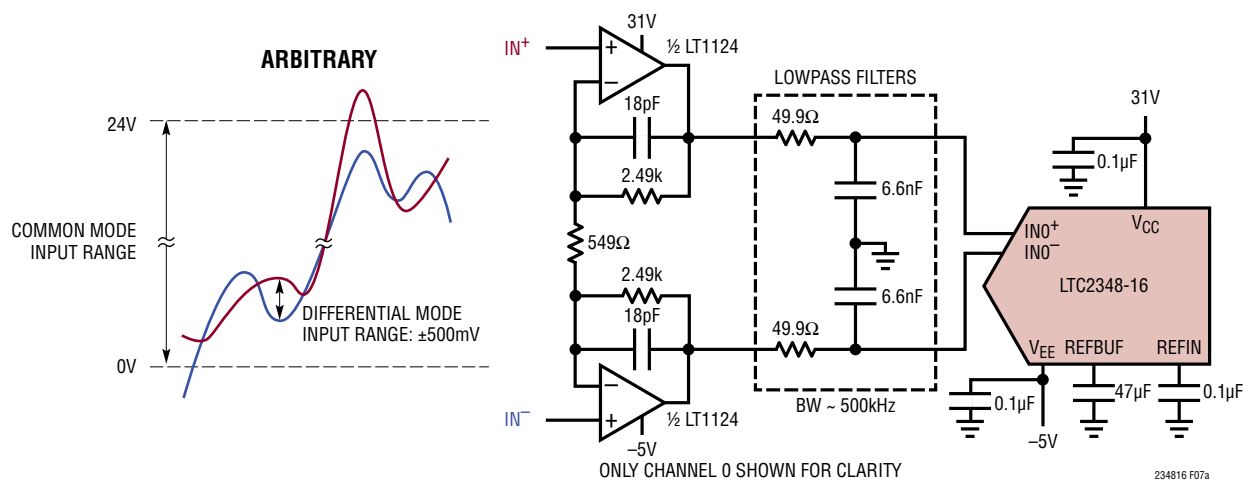 ARBITRARY
24V
COMMON MODE
INPUT RANGE
DIFFERENTIAL MODE
INPUT RANGE: ±500mV
0V
IN+
31V
½ LT1124
+
–
18pF
2.49k
549Ω
2.49k
18pF
–
+
IN–
½ LT1124
–5V
LOWPASS FILTERS
49.9Ω
6.6nF
6.6nF
49.9Ω
BW ~ 500kHz
31V
0.1µF
VCC
IN0+
IN0–
LTC2348-16
VEE
REFBUF
REFIN
0.1µF
47µF
0.1µF
–5V
ONLY CHANNEL 0 SHOWN FOR CLARITY
234816 F07a